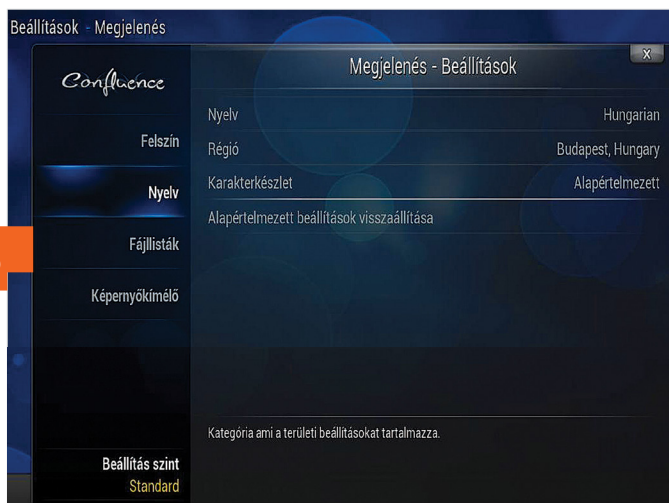 Beállítások - Megjelenés
Confluence
Megjelenés - Beállítások
X
Felszín
Nyelv
Fájllisták
Képernyőkímélő
Nyelv Hungarian
Régió Budapest, Hungary
Karakterkészlet Alapértelmezett
Alapértelmezett beállítások visszaállítása
Kategória ami a területi beállításokat tartalmazza.
Beállítás szint
Standard